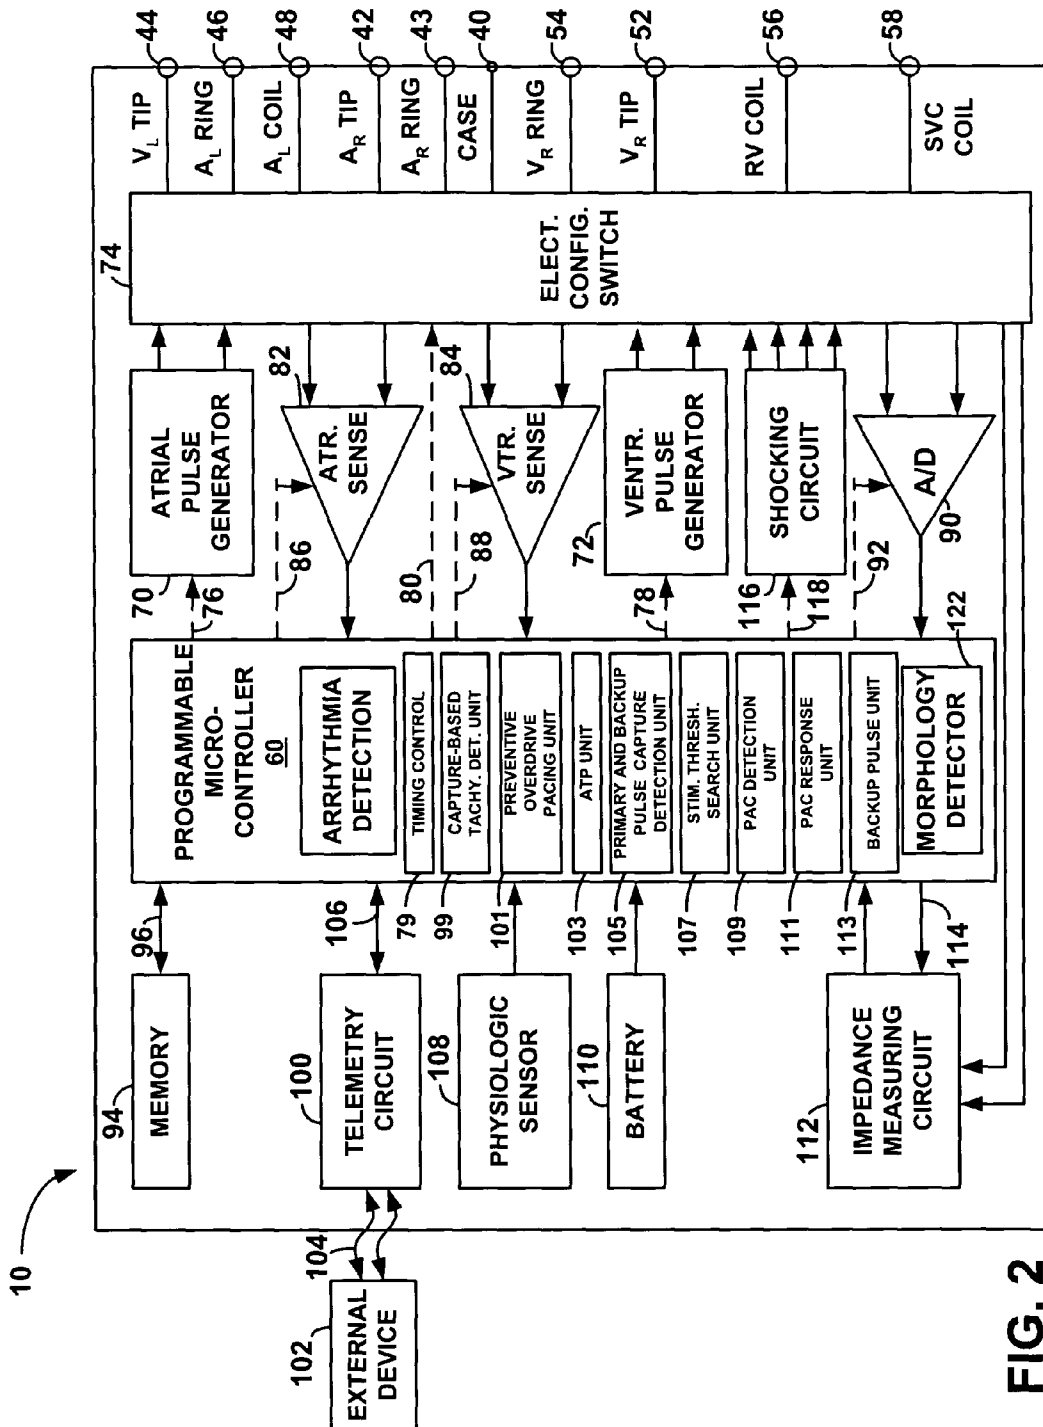 10
102
EXTERNAL
DEVICE
104
94
MEMORY
96
100
TELEMETRY
CIRCUIT
106
108
PHYSIOLOGIC
SENSOR
110
BATTERY
112
IMPEDANCE
MEASURING
CIRCUIT
114
PROGRAMMABLE
MICRO-
CONTROLLER
60
ARRHYTHMIA
DETECTION
TIMING CONTROL
79
CAPTURE-BASED
TACHY. DET. UNIT
99
PREVENTIVE
OVERDRIVE
PACING UNIT
101
ATP UNIT
103
PRIMARY AND BACKUP
PULSE CAPTURE
DETECTION UNIT
105
STIM. THRESH.
SEARCH UNIT
107
PAC DETECTION
UNIT
109
PAC RESPONSE
UNIT
111
BACKUP PULSE UNIT
113
MORPHOLOGY
DETECTOR
122
70
76
ATRIAL
PULSE
GENERATOR
86
ATR.
SENSE
82
80
88
VTR.
SENSE
84
72
78
VENTR.
PULSE
GENERATOR
116
118
SHOCKING
CIRCUIT
92
A/D
90
74
ELECT.
CONFIG.
SWITCH
VL TIP
44
AL RING
46
AL COIL
48
AR TIP
42
AR RING
43
CASE
40
VR RING
54
VR TIP
52
RV COIL
56
SVC
COIL
58
FIG. 2